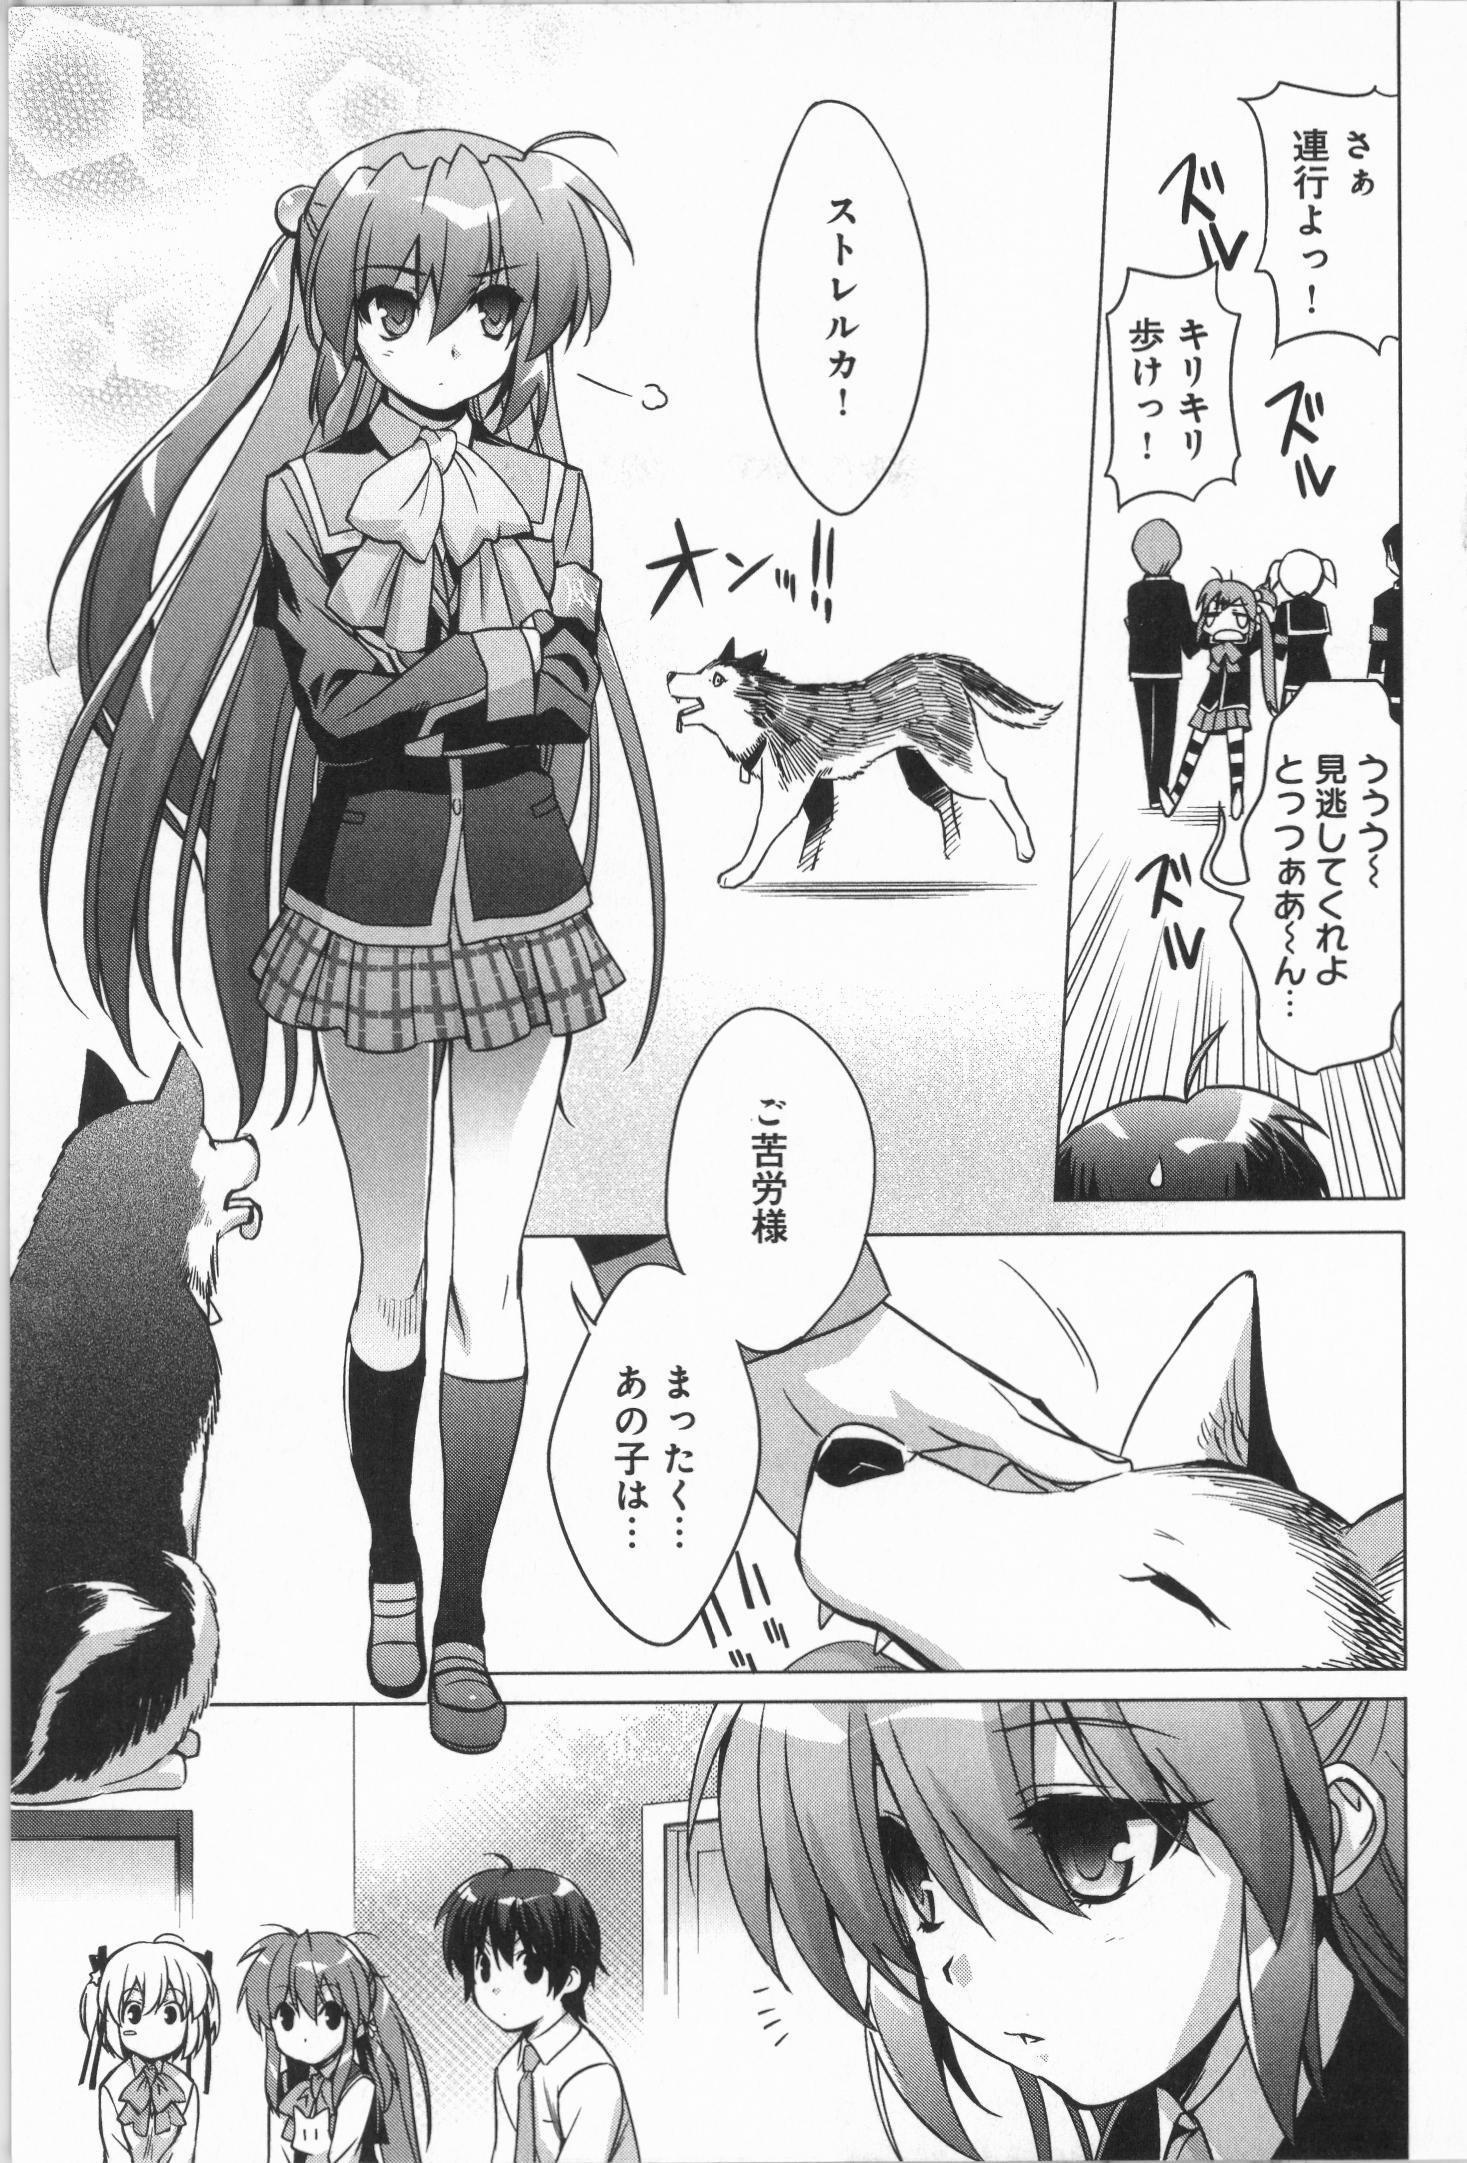 さぁ
連行よっ!
ズル
キリキリ
歩けっ!
ズル
うううう〜
見逃してくれよ
とっつぁあ〜ん…
ズル
ストレルカ!
オンッ!!
ご苦労様
まったく…
あの子は…